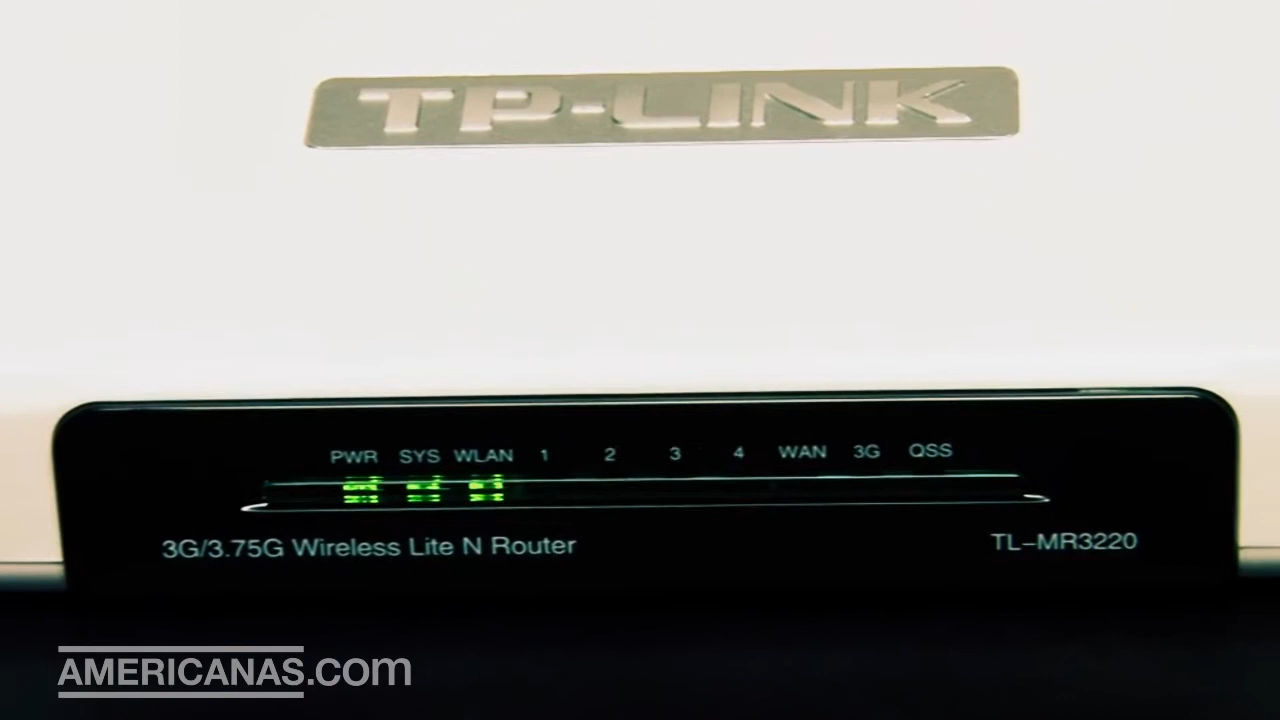 TP-LINK
PWR SYS WLAN 1 2 3 4 WAN 3G QSS
3G/3.75G Wireless Lite N Router TL-MR3220
AMERICANAS.com